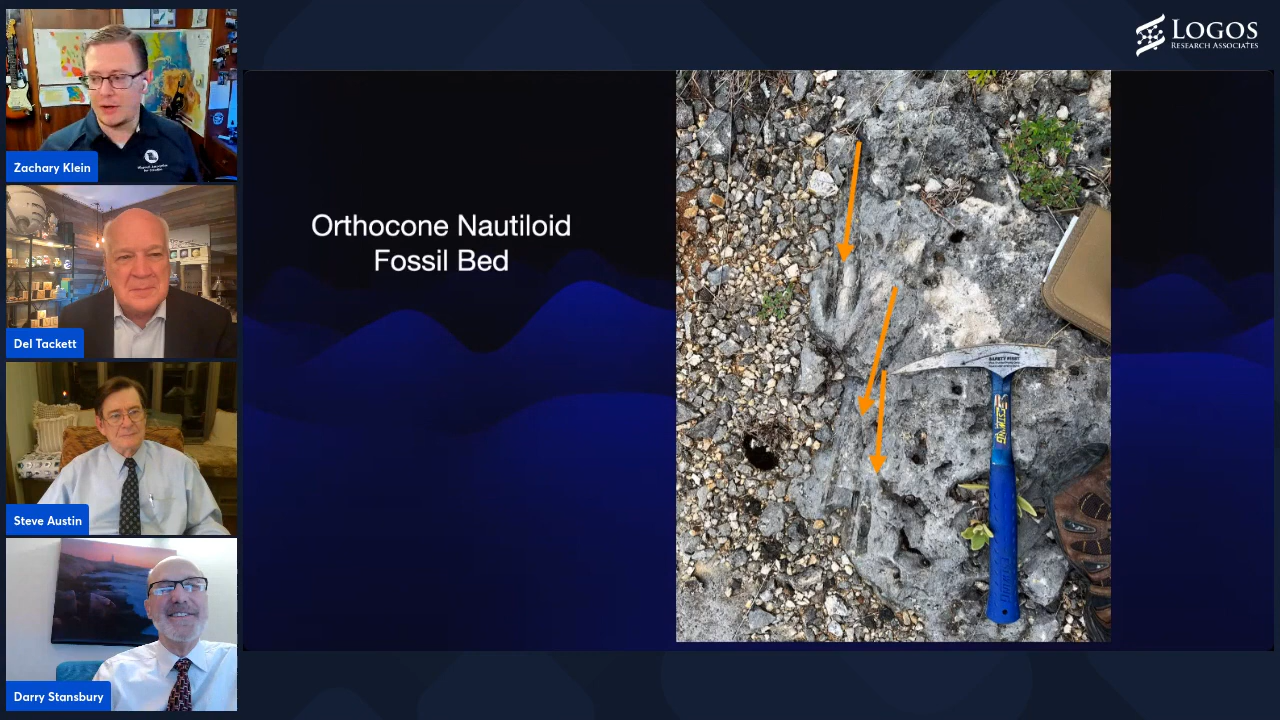 Zachary Klein
Del Tackett
Steve Austin
Darry Stansbury
LOGOS
RESEARCH ASSOCIATES
Orthocone Nautiloid
Fossil Bed
ESTWING